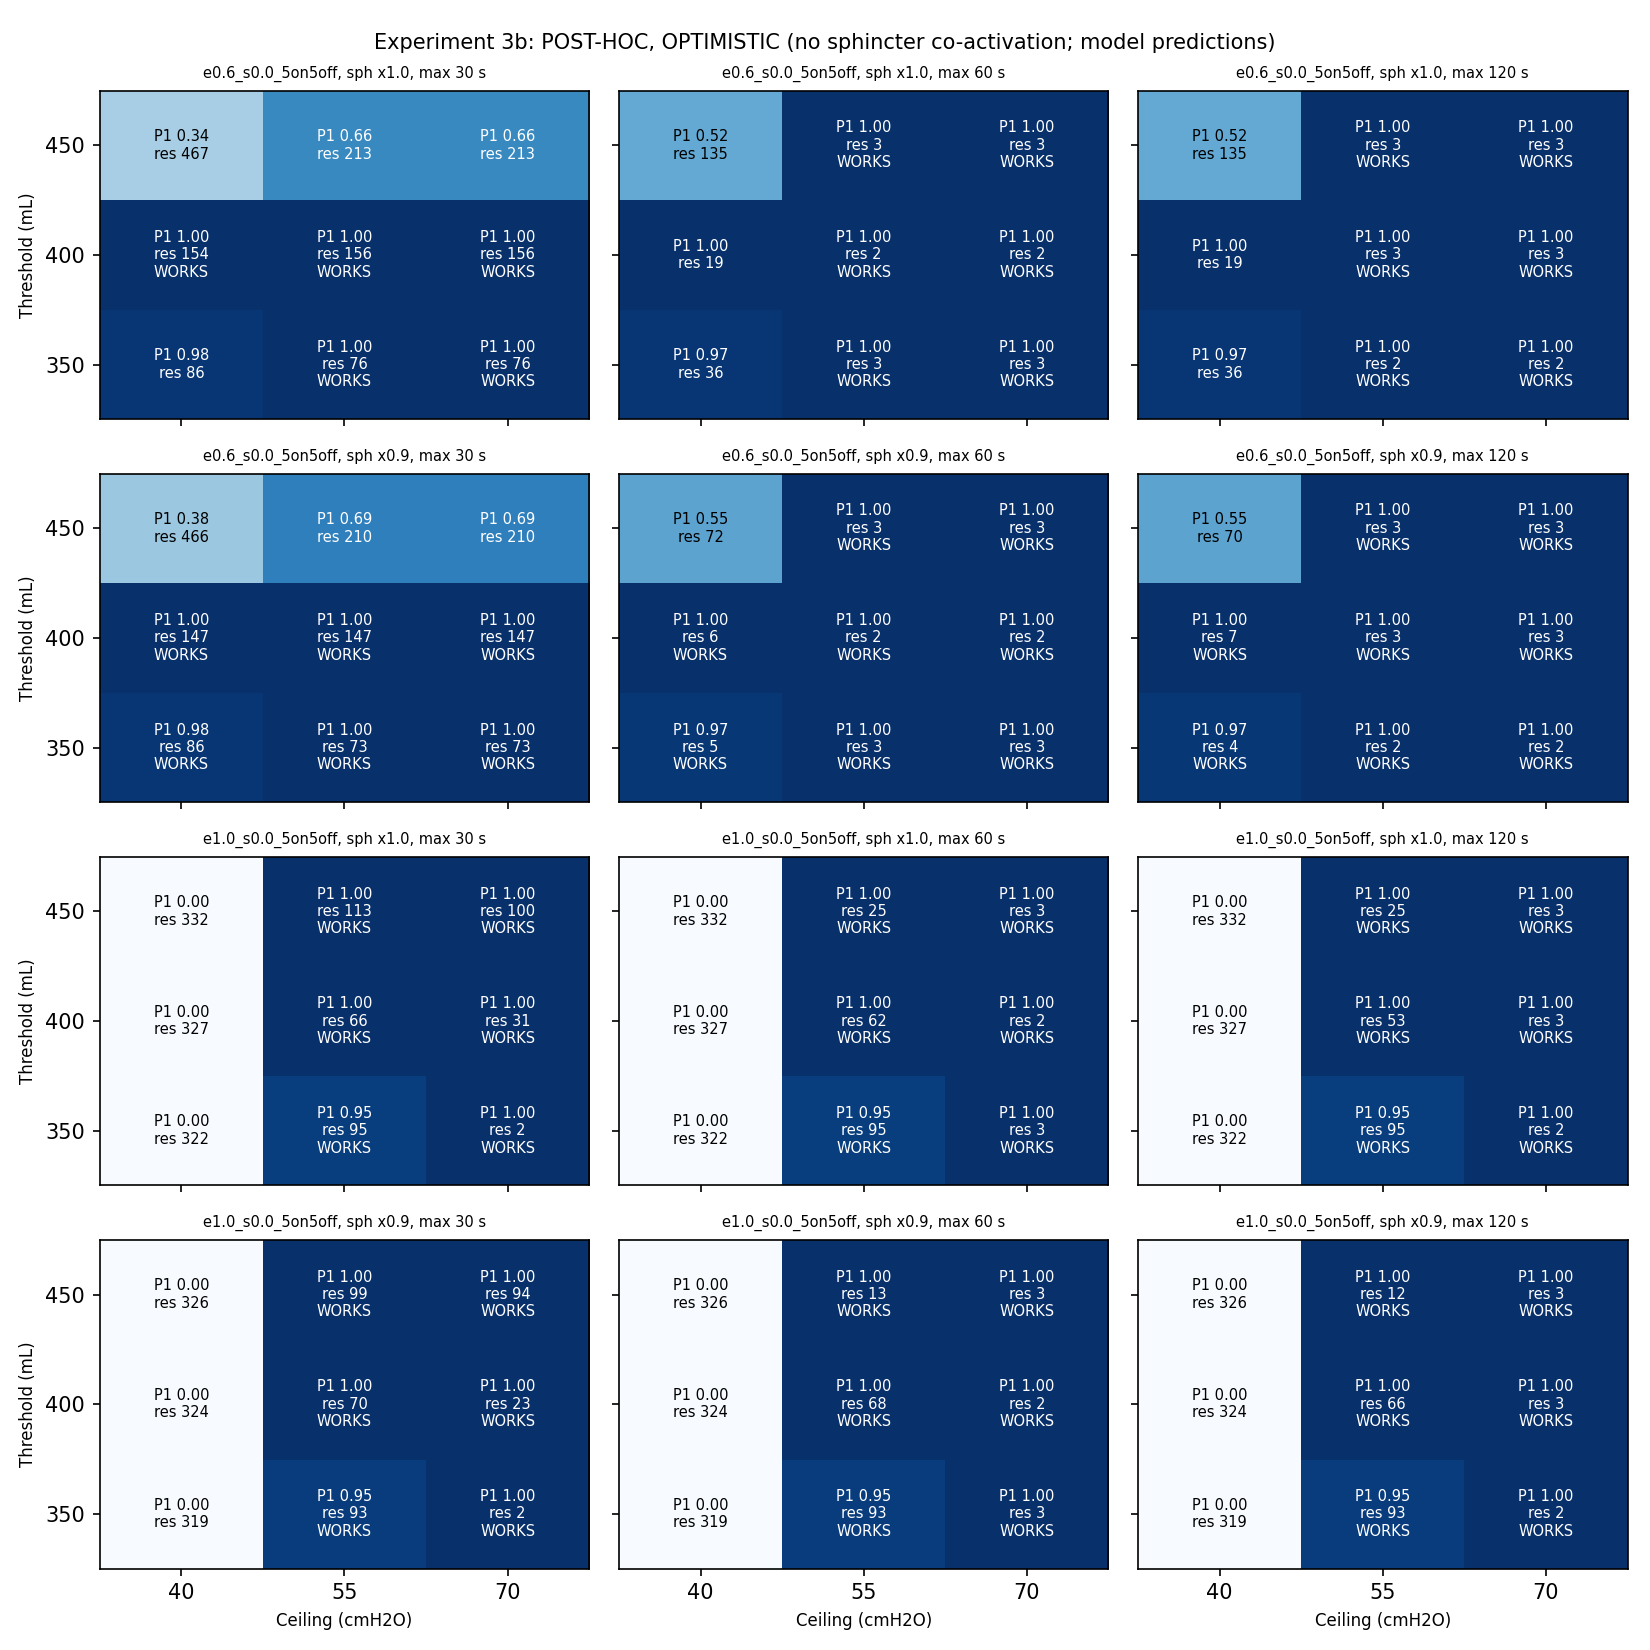 Experiment 3b: POST-HOC, OPTIMISTIC (no sphincter co-activation; model predictions)
e0.6_s0.0_5on5off, sph x1.0, max 30 s
Threshold (mL)
450
400
350
P1 0.34
res 467
P1 0.66
res 213
P1 0.66
res 213
P1 1.00
res 154
WORKS
P1 1.00
res 156
WORKS
P1 1.00
res 156
WORKS
P1 0.98
res 86
P1 1.00
res 76
WORKS
P1 1.00
res 76
WORKS
e0.6_s0.0_5on5off, sph x1.0, max 60 s
P1 0.52
res 135
P1 1.00
res 3
WORKS
P1 1.00
res 3
WORKS
P1 1.00
res 19
P1 1.00
res 2
WORKS
P1 1.00
res 2
WORKS
P1 0.97
res 36
P1 1.00
res 3
WORKS
P1 1.00
res 3
WORKS
e0.6_s0.0_5on5off, sph x1.0, max 120 s
P1 0.52
res 135
P1 1.00
res 3
WORKS
P1 1.00
res 3
WORKS
P1 1.00
res 19
P1 1.00
res 3
WORKS
P1 1.00
res 3
WORKS
P1 0.97
res 36
P1 1.00
res 2
WORKS
P1 1.00
res 2
WORKS
e0.6_s0.0_5on5off, sph x0.9, max 30 s
Threshold (mL)
450
400
350
P1 0.38
res 466
P1 0.69
res 210
P1 0.69
res 210
P1 1.00
res 147
WORKS
P1 1.00
res 147
WORKS
P1 1.00
res 147
WORKS
P1 0.98
res 86
WORKS
P1 1.00
res 73
WORKS
P1 1.00
res 73
WORKS
e0.6_s0.0_5on5off, sph x0.9, max 60 s
P1 0.55
res 72
P1 1.00
res 3
WORKS
P1 1.00
res 3
WORKS
P1 1.00
res 6
WORKS
P1 1.00
res 2
WORKS
P1 1.00
res 2
WORKS
P1 0.97
res 5
WORKS
P1 1.00
res 3
WORKS
P1 1.00
res 3
WORKS
e0.6_s0.0_5on5off, sph x0.9, max 120 s
P1 0.55
res 70
P1 1.00
res 3
WORKS
P1 1.00
res 3
WORKS
P1 1.00
res 7
WORKS
P1 1.00
res 3
WORKS
P1 1.00
res 3
WORKS
P1 0.97
res 4
WORKS
P1 1.00
res 2
WORKS
P1 1.00
res 2
WORKS
e1.0_s0.0_5on5off, sph x1.0, max 30 s
Threshold (mL)
450
400
350
P1 0.00
res 332
P1 1.00
res 113
WORKS
P1 1.00
res 100
WORKS
P1 0.00
res 327
P1 1.00
res 66
WORKS
P1 1.00
res 31
WORKS
P1 0.00
res 322
P1 0.95
res 95
WORKS
P1 1.00
res 2
WORKS
e1.0_s0.0_5on5off, sph x1.0, max 60 s
P1 0.00
res 332
P1 1.00
res 25
WORKS
P1 1.00
res 3
WORKS
P1 0.00
res 327
P1 1.00
res 62
WORKS
P1 1.00
res 2
WORKS
P1 0.00
res 322
P1 0.95
res 95
WORKS
P1 1.00
res 3
WORKS
e1.0_s0.0_5on5off, sph x1.0, max 120 s
P1 0.00
res 332
P1 1.00
res 25
WORKS
P1 1.00
res 3
WORKS
P1 0.00
res 327
P1 1.00
res 53
WORKS
P1 1.00
res 3
WORKS
P1 0.00
res 322
P1 0.95
res 95
WORKS
P1 1.00
res 2
WORKS
e1.0_s0.0_5on5off, sph x0.9, max 30 s
Threshold (mL)
450
400
350
P1 0.00
res 326
P1 1.00
res 99
WORKS
P1 1.00
res 94
WORKS
P1 0.00
res 324
P1 1.00
res 70
WORKS
P1 1.00
res 23
WORKS
P1 0.00
res 319
P1 0.95
res 93
WORKS
P1 1.00
res 2
WORKS
40
55
70
Ceiling (cmH2O)
e1.0_s0.0_5on5off, sph x0.9, max 60 s
P1 0.00
res 326
P1 1.00
res 13
WORKS
P1 1.00
res 3
WORKS
P1 0.00
res 324
P1 1.00
res 68
WORKS
P1 1.00
res 2
WORKS
P1 0.00
res 319
P1 0.95
res 93
WORKS
P1 1.00
res 3
WORKS
40
55
70
Ceiling (cmH2O)
e1.0_s0.0_5on5off, sph x0.9, max 120 s
P1 0.00
res 326
P1 1.00
res 12
WORKS
P1 1.00
res 3
WORKS
P1 0.00
res 324
P1 1.00
res 66
WORKS
P1 1.00
res 3
WORKS
P1 0.00
res 319
P1 0.95
res 93
WORKS
P1 1.00
res 2
WORKS
40
55
70
Ceiling (cmH2O)